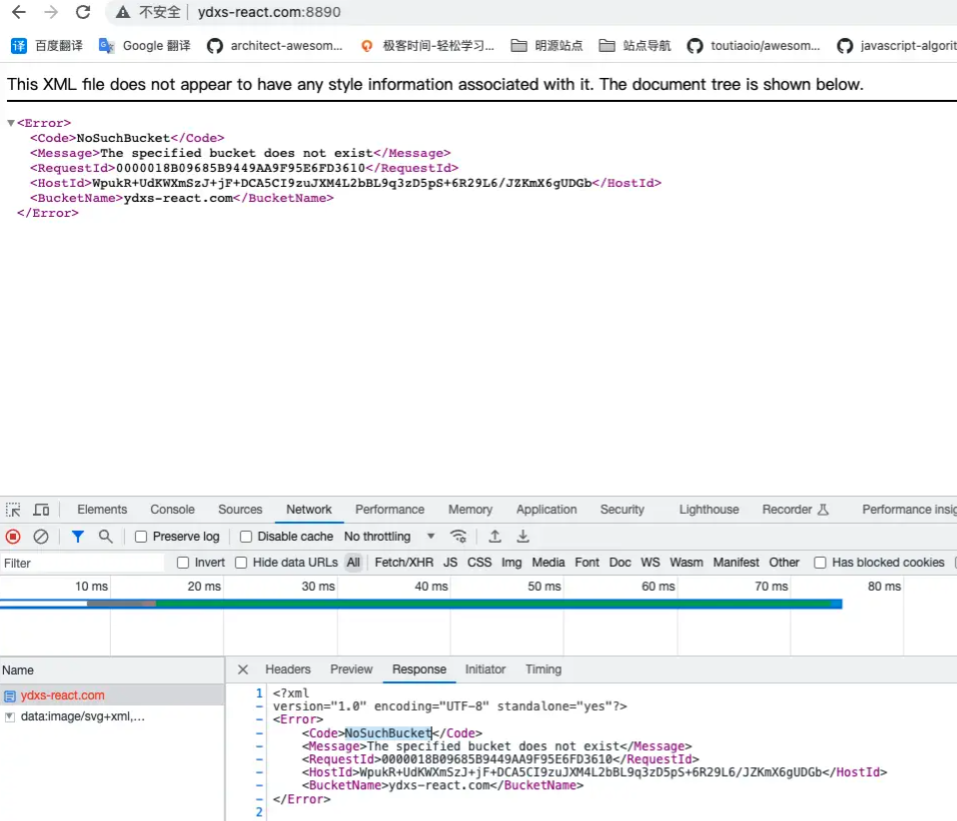 不安全 ydxs-react.com:8890
译 百度翻译 Google 翻译 architect-awesom... 极客时间-轻松学习... 明源站点 站点导航 toutiaoio/awesom... javascript-algorit
This XML file does not appear to have any style information associated with it. The document tree is shown below.
▼<Error>
<Code>NoSuchBucket</Code>
<Message>The specified bucket does not exist</Message>
<RequestId>0000018B09685B9449AA9F95E6FD3610</RequestId>
<HostId>WpukR+UdKWXmSzJ+jF+DCA5CI9zuJXM4L2bBL9q3zD5pS+6R29L6/JZKmX6gUDGb</HostId>
<BucketName>ydxs-react.com</BucketName>
</Error>
Elements Console Sources Network Performance Memory Application Security Lighthouse Recorder Performance insig
Preserve log Disable cache No throttling
Filter Invert Hide data URLs All Fetch/XHR JS CSS Img Media Font Doc WS Wasm Manifest Other Has blocked cookies
10 ms 20 ms 30 ms 40 ms 50 ms 60 ms 70 ms 80 ms
Name Headers Preview Response Initiator Timing
ydxs-react.com
data:image/svg+xml,...
1 <?xml
– version="1.0" encoding="UTF-8" standalone="yes"?>
– <Error>
– <Code>NoSuchBucket</Code>
– <Message>The specified bucket does not exist</Message>
– <RequestId>0000018B09685B9449AA9F95E6FD3610</RequestId>
– <HostId>WpukR+UdKWXmSzJ+jF+DCA5CI9zuJXM4L2bBL9q3zD5pS+6R29L6/JZKmX6gUDGb</HostId>
– <BucketName>ydxs-react.com</BucketName>
– </Error>
2